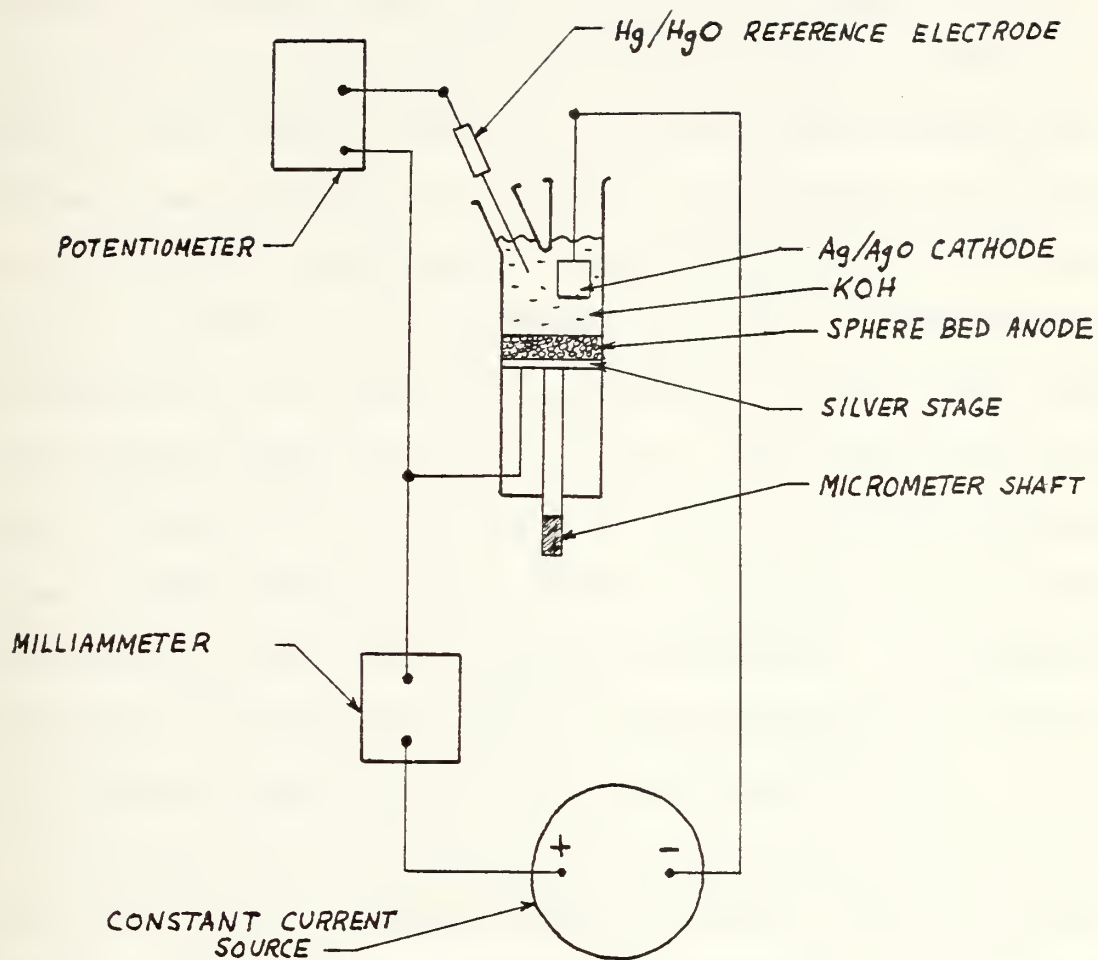 Hg/HgO REFERENCE ELECTRODE
POTENTIOMETER
Ag/AgO CATHODE
KOH
SPHERE BED ANODE
SILVER STAGE
MICROMETER SHAFT
MILLIAMMETER
+ -
CONSTANT CURRENT
SOURCE